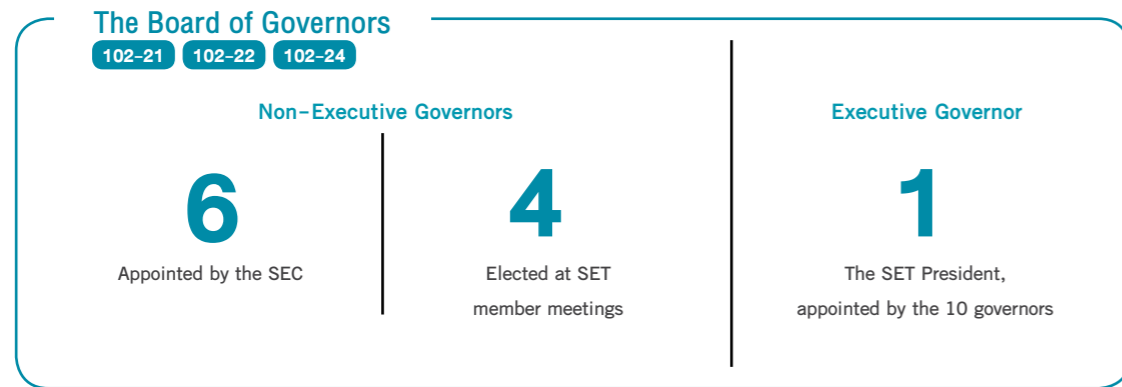 The Board of Governors
102–21 102–22 102–24
Non–Executive Governors
Executive Governor
6
4
1
Appointed by the SEC
Elected at SET
member meetings
The SET President,
appointed by the 10 governors